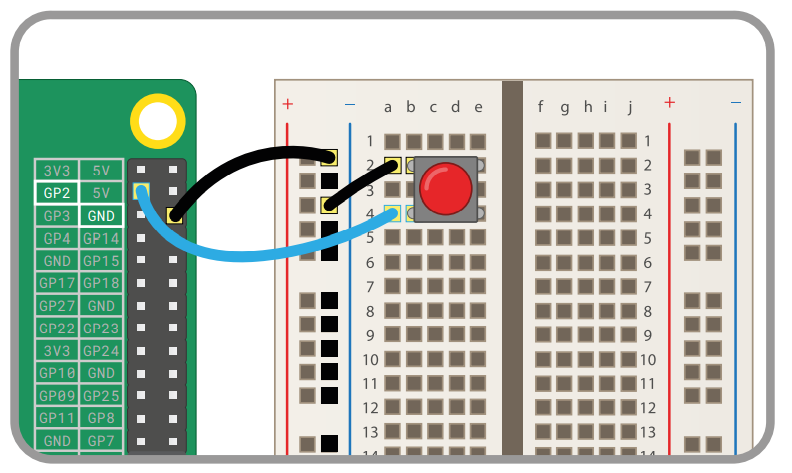 + − a b c d e f g h i j + −
3V3 5V
GP2 5V
GP3 GND
GP4 GP14
GND GP15
GP17 GP18
GP27 GND
GP22 GP23
3V3 GP24
GP10 GND
GP09 GP25
GP11 GP8
GND GP7
1 1
2 2
3 3
4 4
5 5
6 6
7 7
8 8
9 9
10 10
11 11
12 12
13 13
14 14